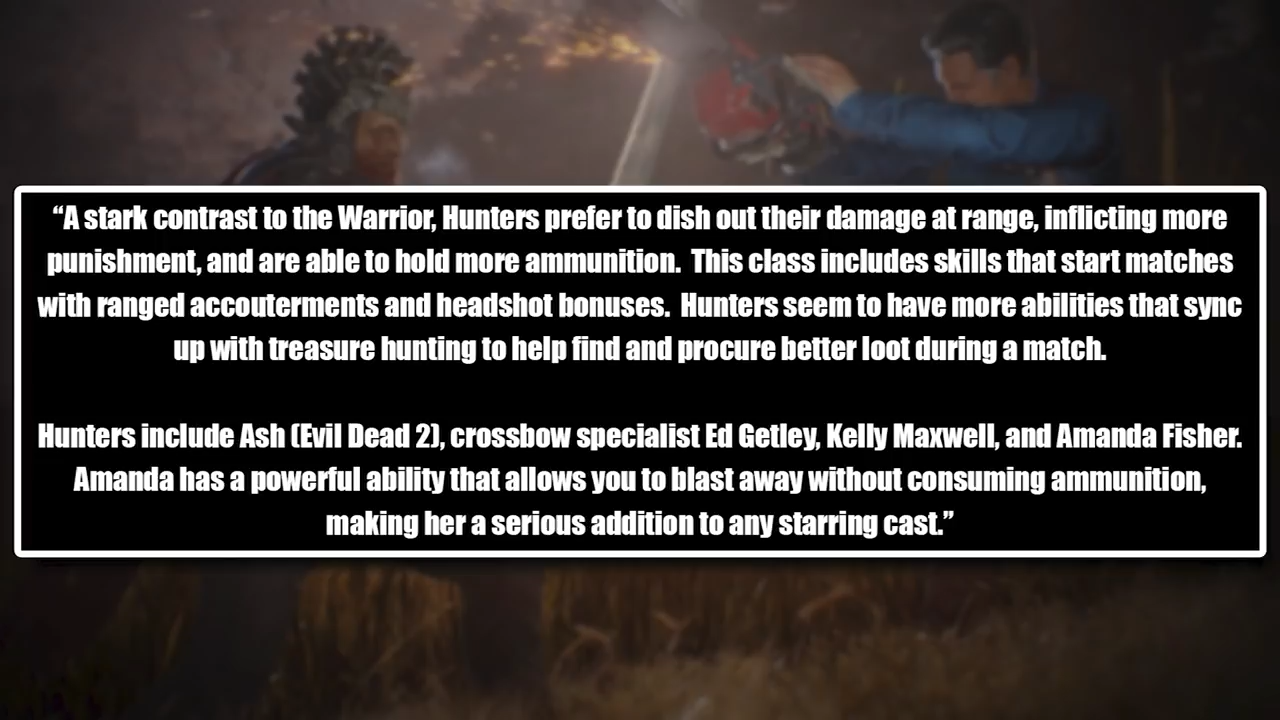 “A stark contrast to the Warrior, Hunters prefer to dish out their damage at range, inflicting more
punishment, and are able to hold more ammunition.  This class includes skills that start matches
with ranged accouterments and headshot bonuses.  Hunters seem to have more abilities that sync
up with treasure hunting to help find and procure better loot during a match.
Hunters include Ash (Evil Dead 2), crossbow specialist Ed Getley, Kelly Maxwell, and Amanda Fisher.
Amanda has a powerful ability that allows you to blast away without consuming ammunition,
making her a serious addition to any starring cast.”